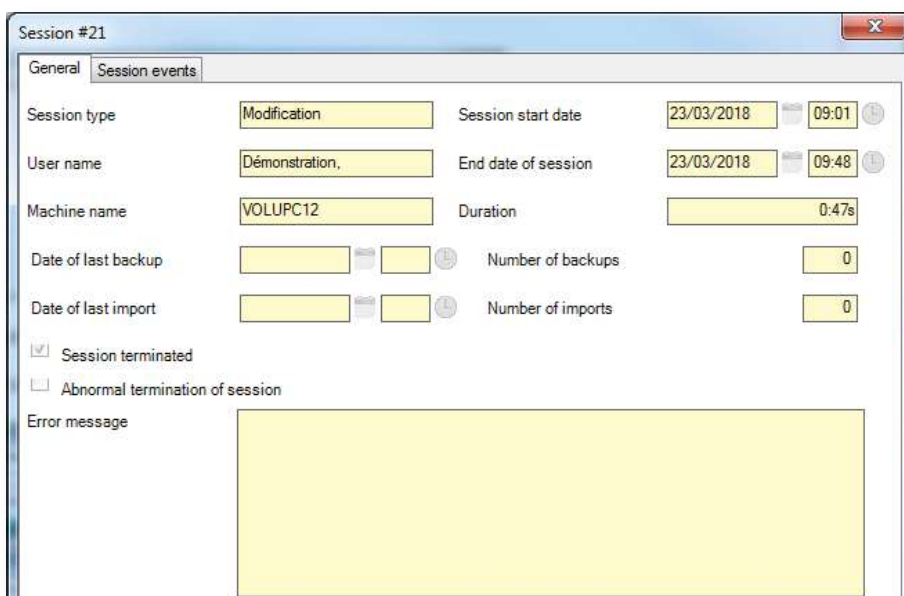 Session #21
General Session events
Session type Modification Session start date 23/03/2018 09:01
User name Démonstration, End date of session 23/03/2018 09:48
Machine name VOLUPC12 Duration 0:47s
Date of last backup Number of backups 0
Date of last import Number of imports 0
Session terminated
Abnormal termination of session
Error message